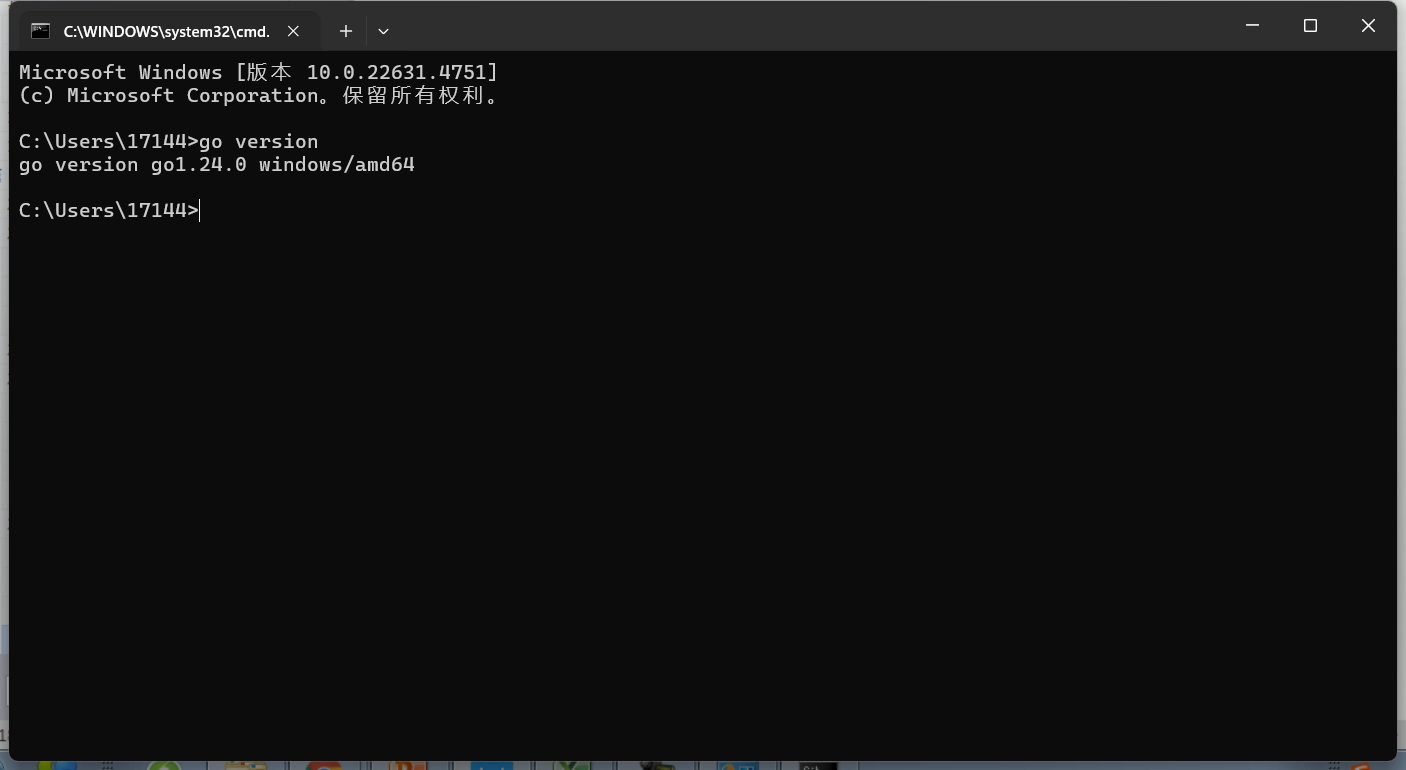 C:\WINDOWS\system32\cmd.
Microsoft Windows [版本 10.0.22631.4751]
(c) Microsoft Corporation。保留所有权利。
C:\Users\17144>go version
go version go1.24.0 windows/amd64
C:\Users\17144>